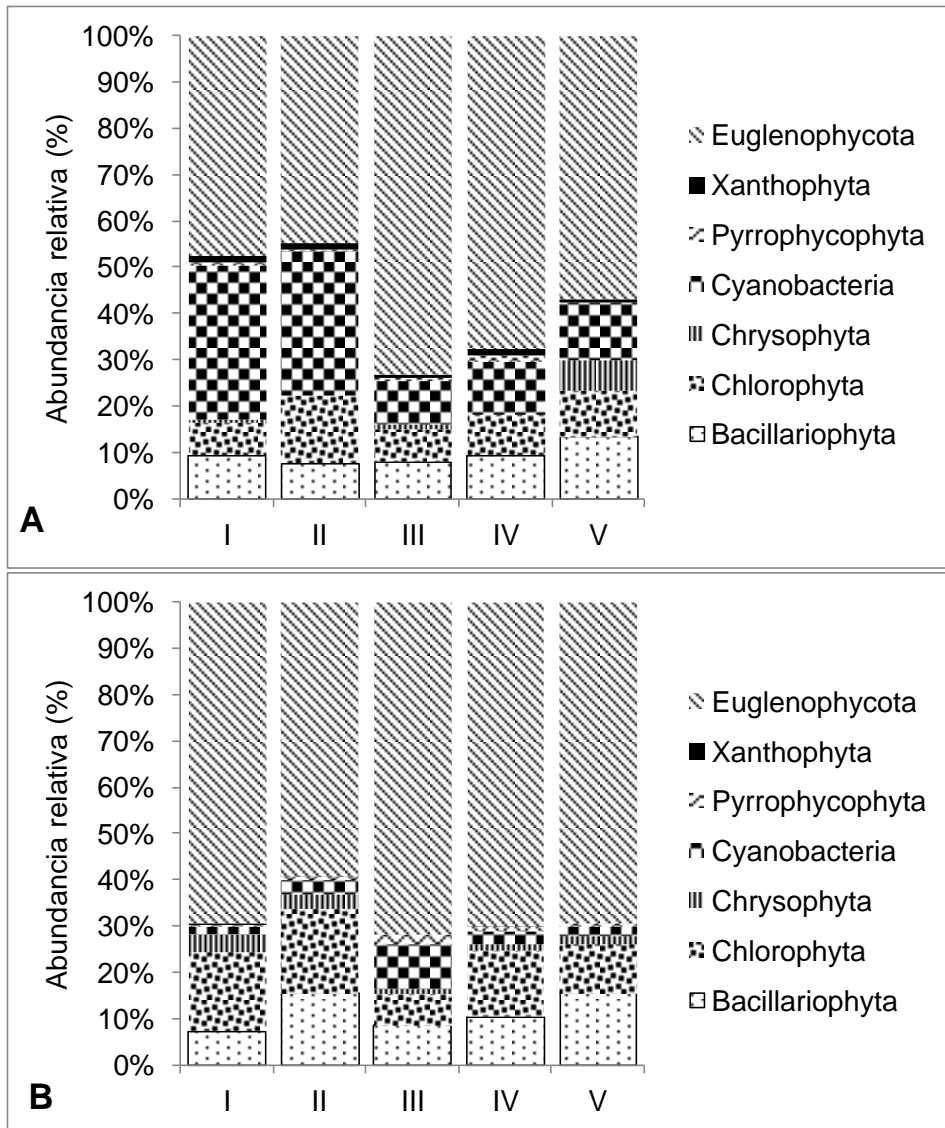 100%
90%
80%
70%
60%
50%
40%
30%
20%
10%
0%
Abundancia relativa (%)
I II III IV V
A
Euglenophycota
Xanthophyta
Pyrrophycophyta
Cyanobacteria
Chrysophyta
Chlorophyta
Bacillariophyta
100%
90%
80%
70%
60%
50%
40%
30%
20%
10%
0%
Abundancia relativa (%)
I II III IV V
B
Euglenophycota
Xanthophyta
Pyrrophycophyta
Cyanobacteria
Chrysophyta
Chlorophyta
Bacillariophyta